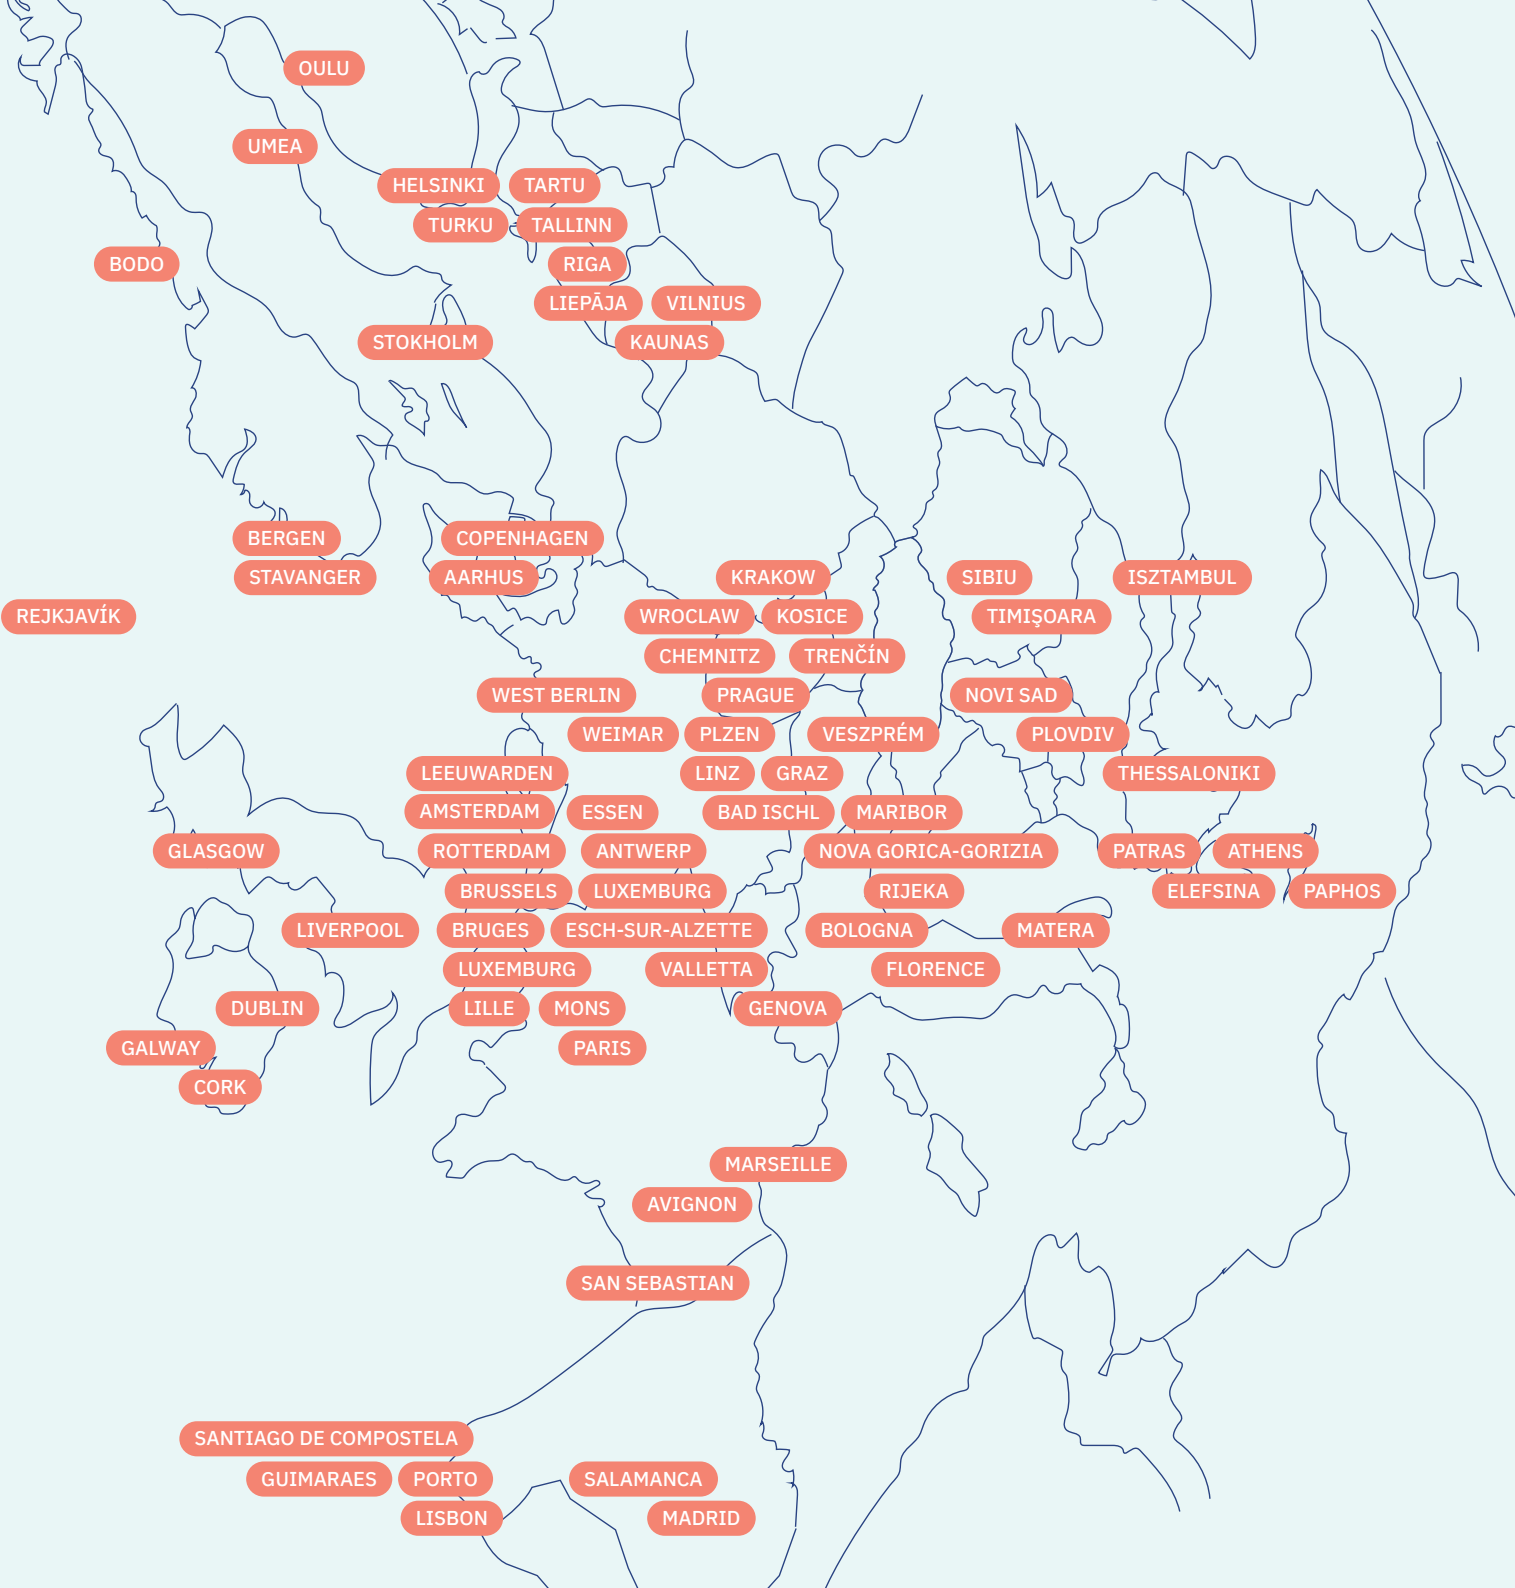 OULU
UMEA
HELSINKI TARTU
TURKU TALLINN
BODO RIGA
LIEPĀJA VILNIUS
STOKHOLM KAUNAS
BERGEN COPENHAGEN
STAVANGER AARHUS KRAKOW SIBIU ISZTAMBUL
REJKJAVÍK WROCLAW KOSICE TIMIŞOARA
CHEMNITZ TRENČÍN
WEST BERLIN PRAGUE NOVI SAD
WEIMAR PLZEN VESZPRÉM PLOVDIV
LEEUWARDEN LINZ GRAZ THESSALONIKI
AMSTERDAM ESSEN BAD ISCHL MARIBOR
GLASGOW ROTTERDAM ANTWERP NOVA GORICA-GORIZIA PATRAS ATHENS
BRUSSELS LUXEMBURG RIJEKA ELEFSINA PAPHOS
LIVERPOOL BRUGES ESCH-SUR-ALZETTE BOLOGNA MATERA
LUXEMBURG VALLETTA FLORENCE
DUBLIN LILLE MONS GENOVA
GALWAY PARIS
CORK
MARSEILLE
AVIGNON
SAN SEBASTIAN
SANTIAGO DE COMPOSTELA
GUIMARAES PORTO SALAMANCA
LISBON MADRID